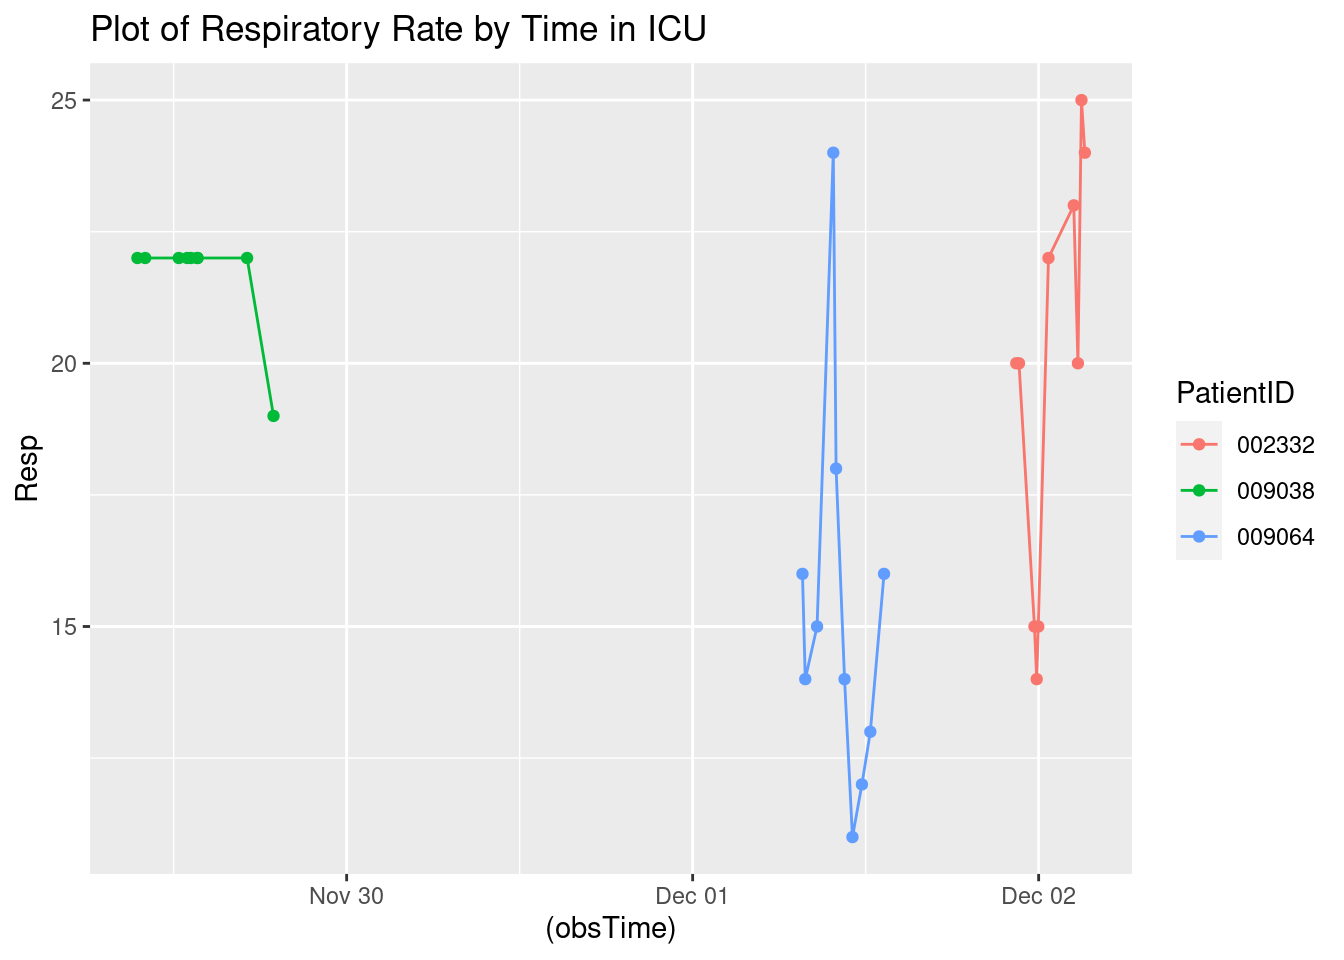 Plot of Respiratory Rate by Time in ICU
25
20
15
Resp
Nov 30
Dec 01
Dec 02
(obsTime)
PatientID
002332
009038
009064